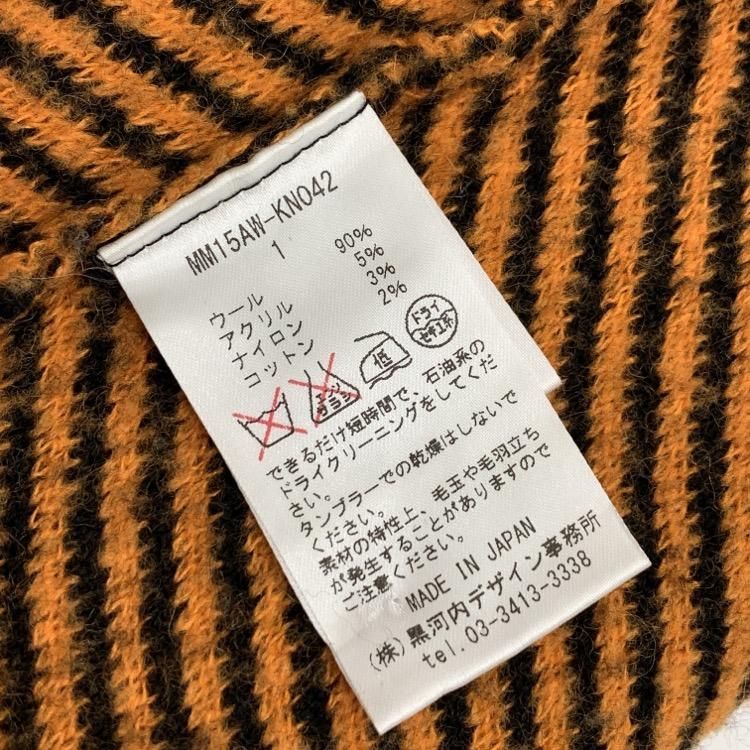 MM15AW-KN042
1
ウール 90%
アクリル 5%
ナイロン 3%
コットン 2%
エンソサラシ 低 ドライ セキユ系
できるだけ短時間で、石油系の
ドライクリーニングをしてくだ
さい。
タンブラーでの乾燥はしないで
ください。
素材の特性上、毛玉や毛羽立ち
が発生することがありますので
ご注意ください。
MADE IN JAPAN
(株)黒河内デザイン事務所
tel.03-3413-3338